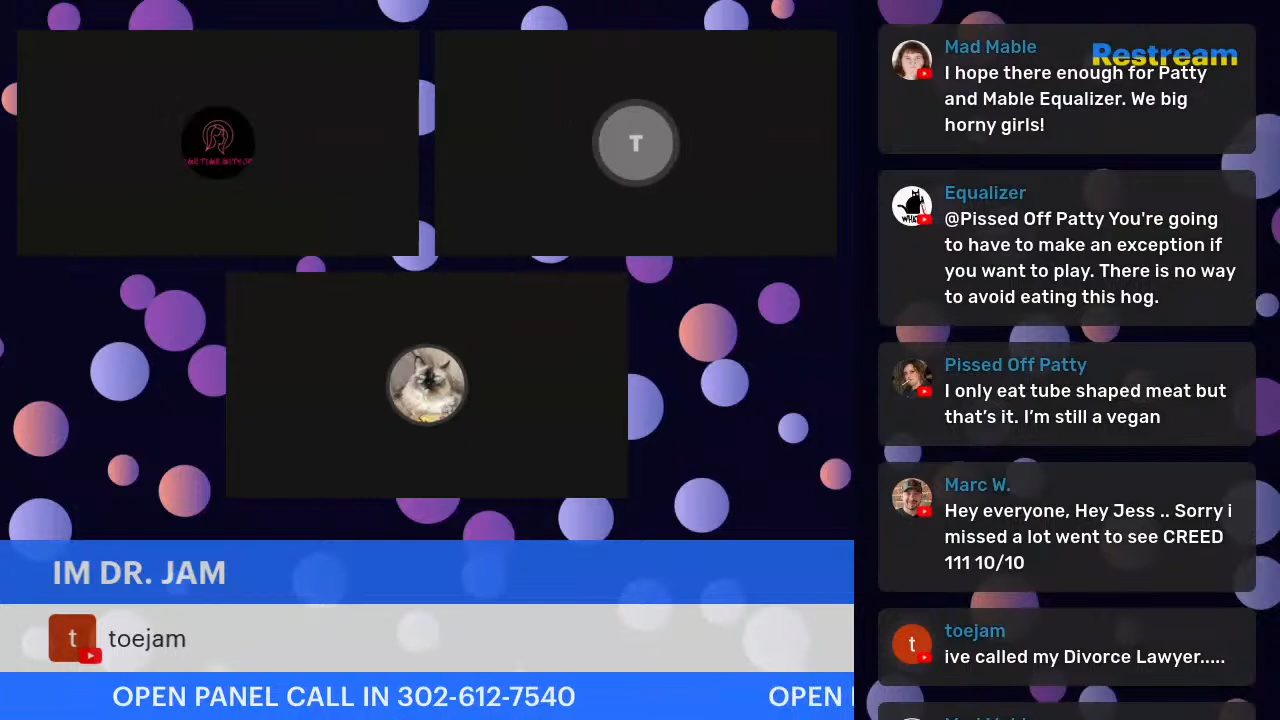 T
IM DR. JAM
t toejam
OPEN PANEL CALL IN 302-612-7540
OPEN
Restream
Mad Mable
I hope there enough for Patty
and Mable Equalizer. We big
horny girls!
Equalizer
@Pissed Off Patty You're going
to have to make an exception if
you want to play. There is no way
to avoid eating this hog.
Pissed Off Patty
I only eat tube shaped meat but
that’s it. I’m still a vegan
Marc W.
Hey everyone, Hey Jess .. Sorry i
missed a lot went to see CREED
111 10/10
t
toejam
ive called my Divorce Lawyer.....